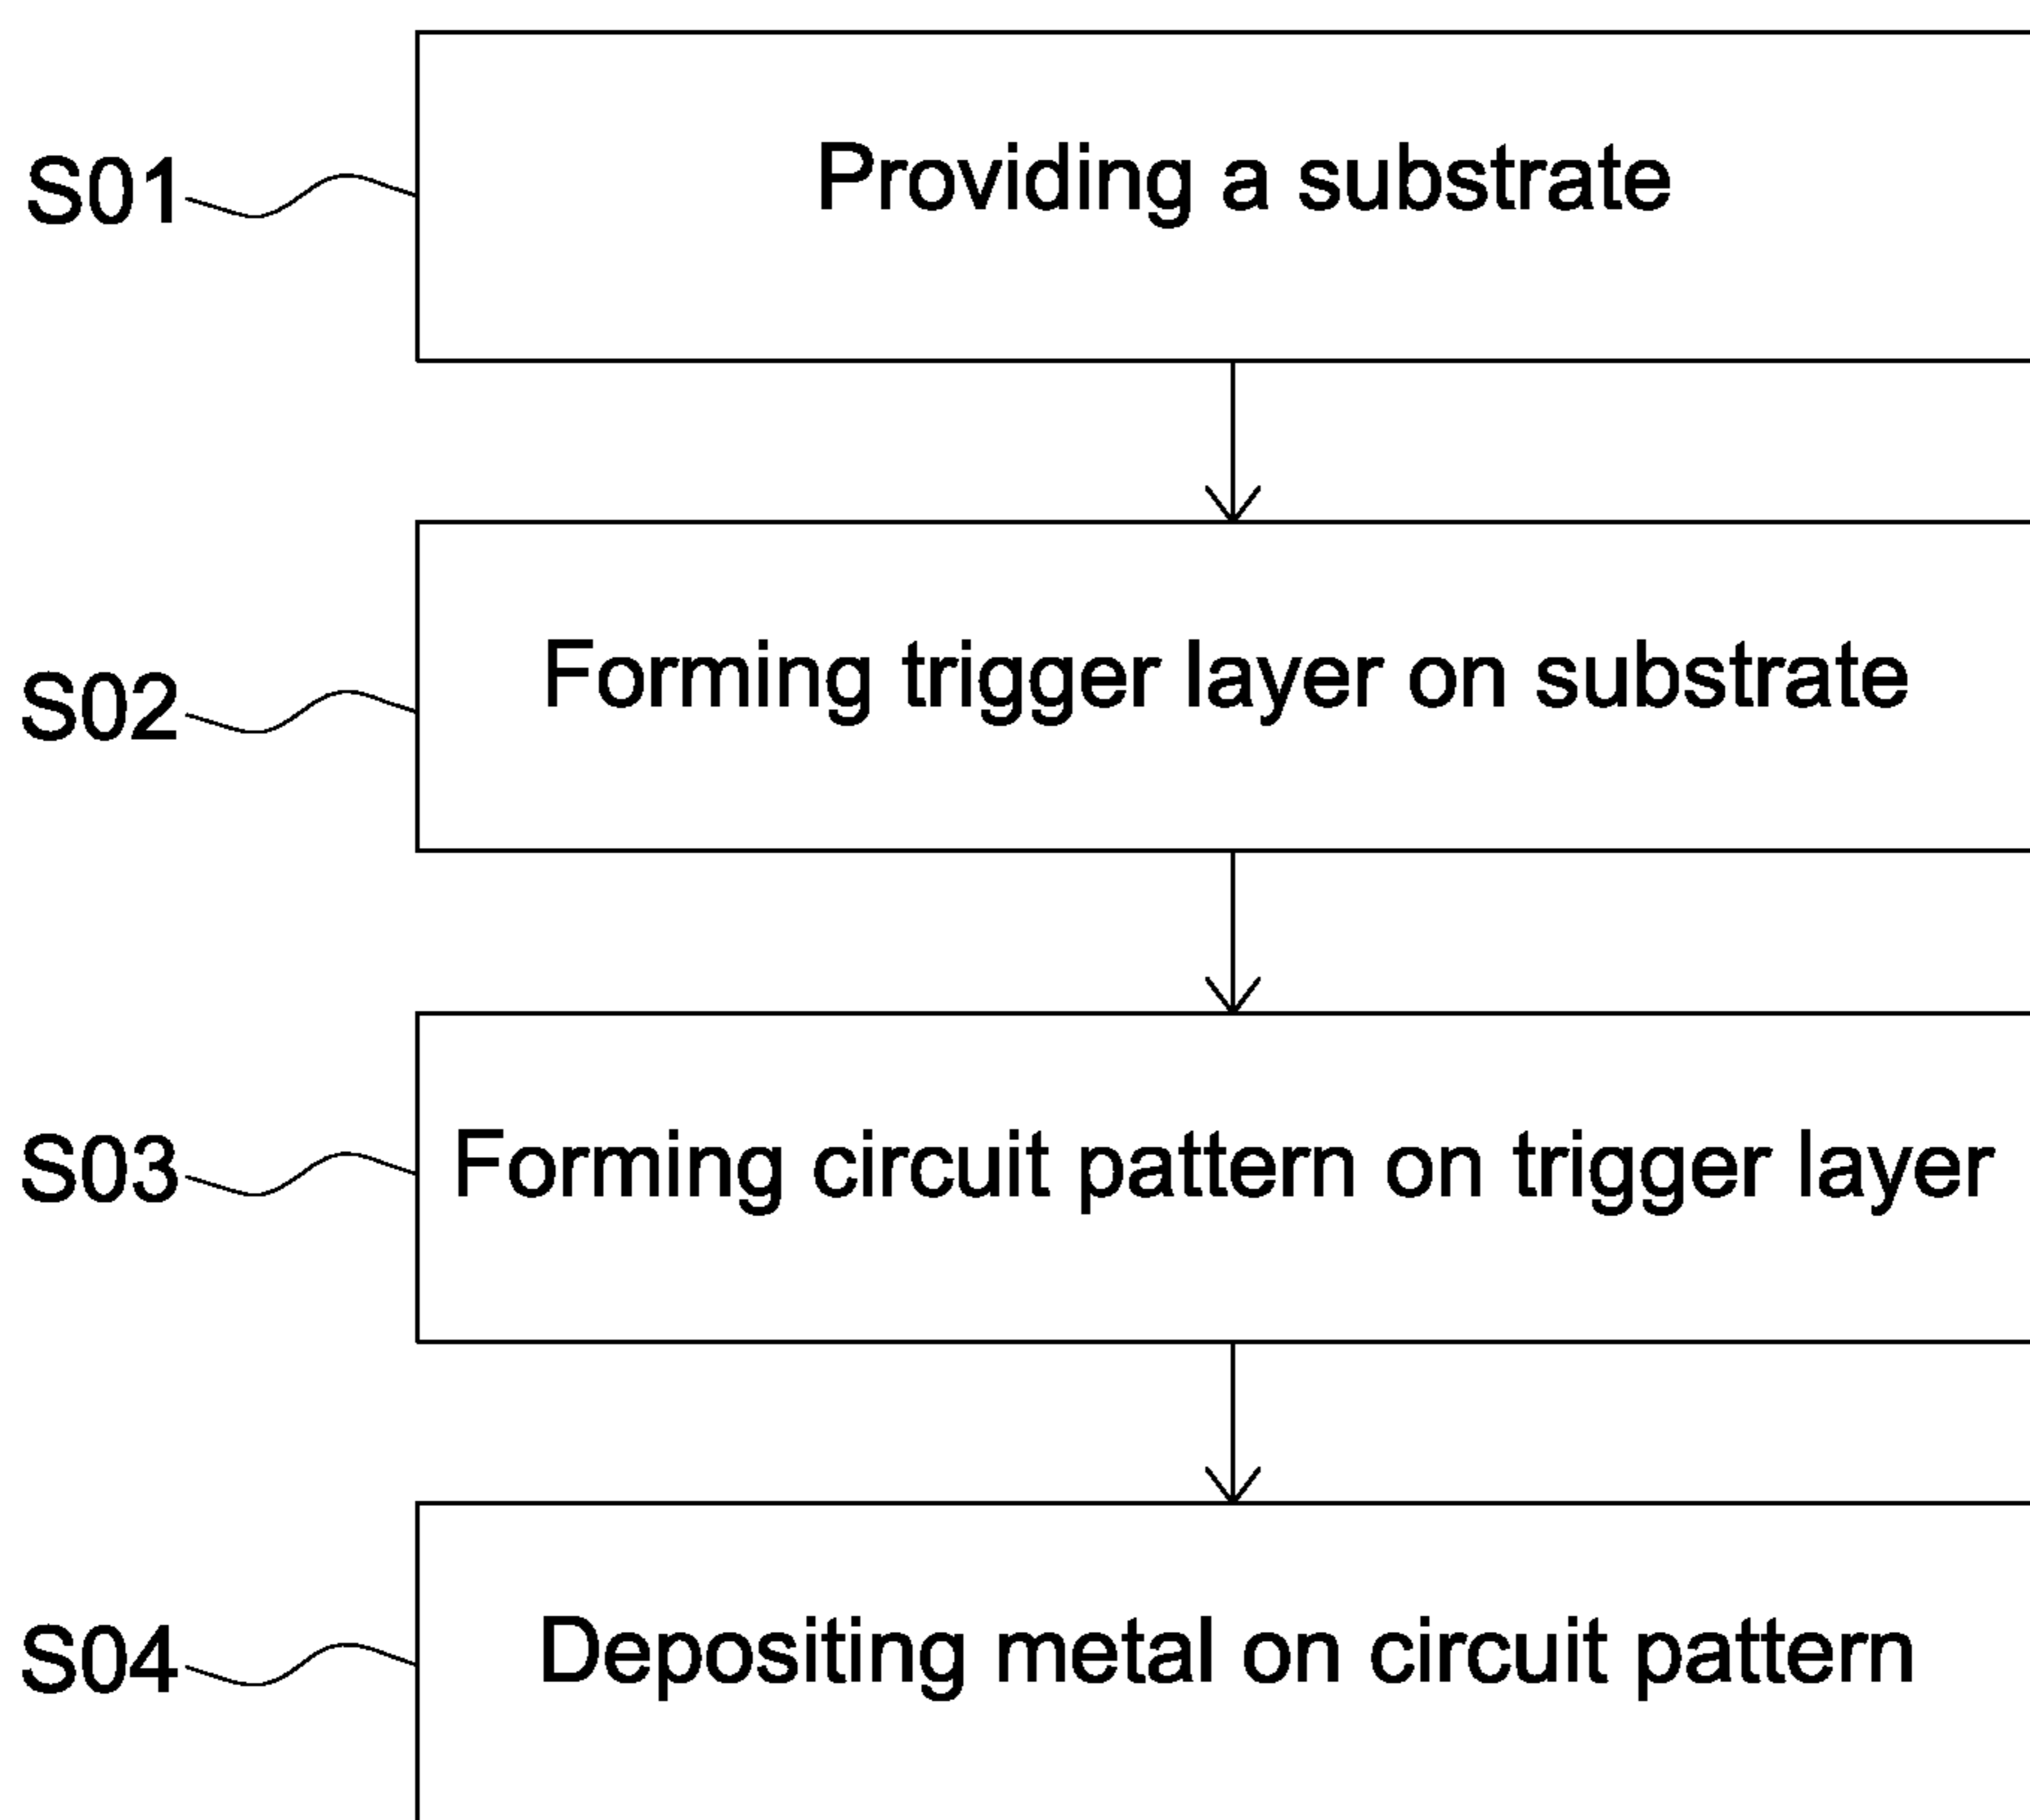 S01
Providing a substrate
S02
Forming trigger layer on substrate
S03
Forming circuit pattern on trigger layer
S04
Depositing metal on circuit pattern